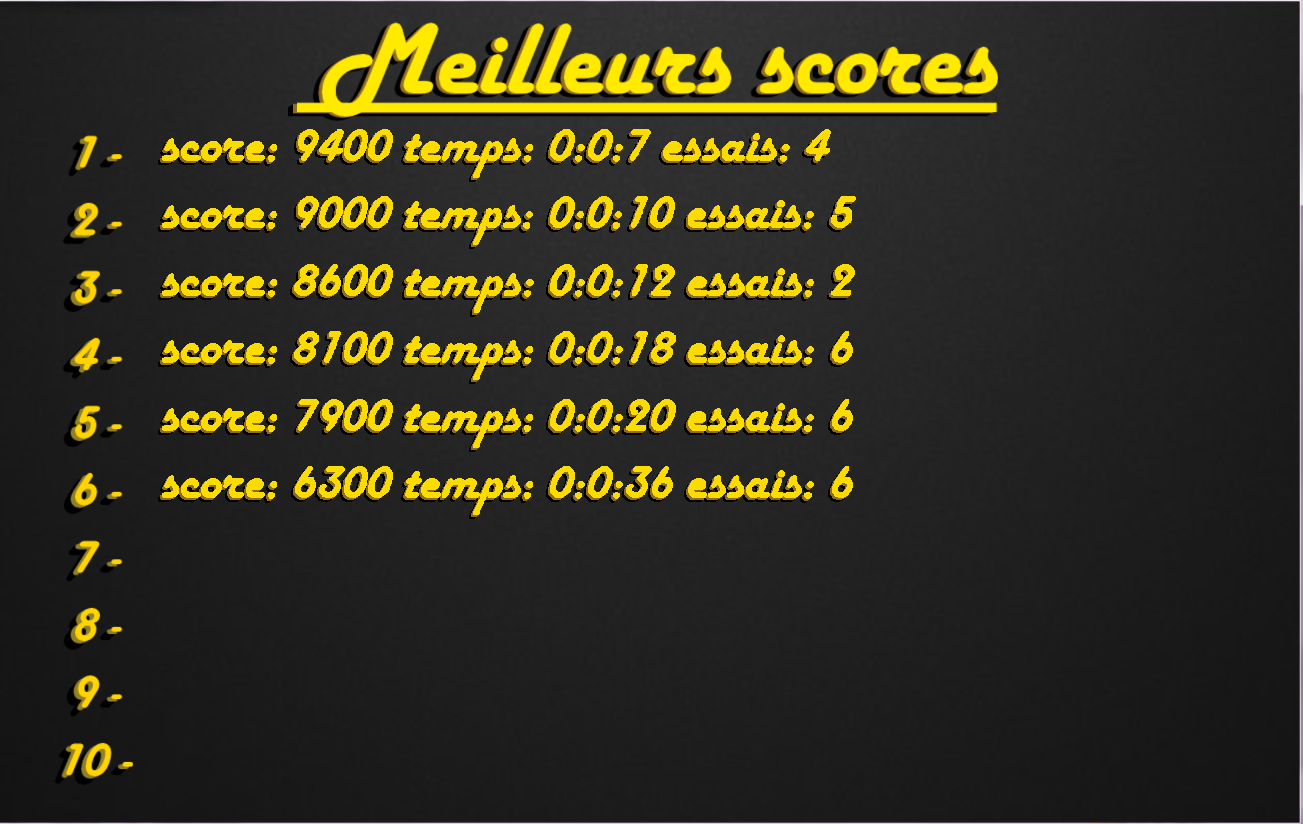 Meilleurs scores
1- score: 9400 temps: 0:0:7 essais: 4
2- score: 9000 temps: 0:0:10 essais: 5
3- score: 8600 temps: 0:0:12 essais: 2
4- score: 8100 temps: 0:0:18 essais: 6
5- score: 7900 temps: 0:0:20 essais: 6
6- score: 6300 temps: 0:0:36 essais: 6
7-
8-
9-
10-